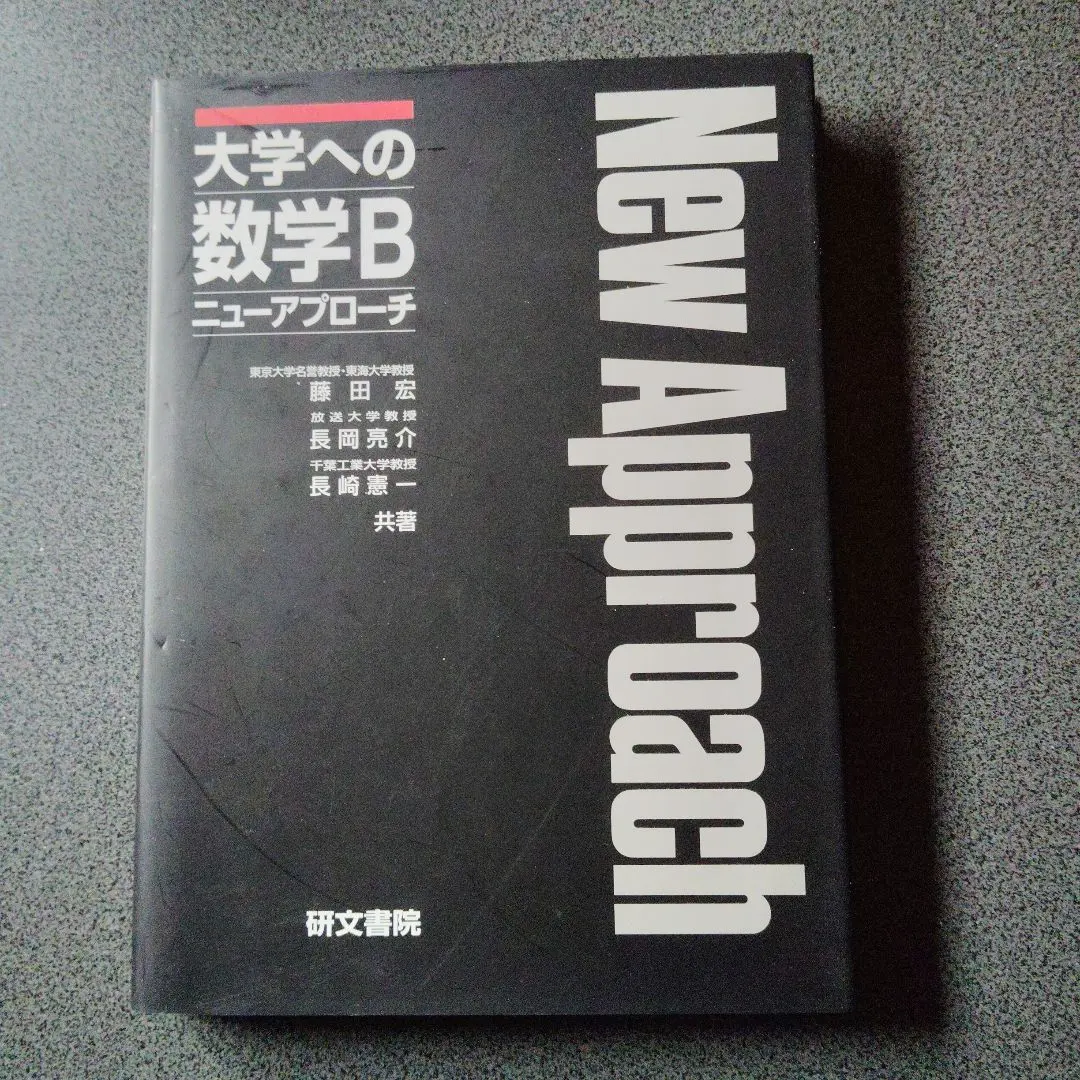 大学への
数学B
ニューアプローチ
東京大学名誉教授・東海大学教授
藤田宏
放送大学教授
長岡亮介
千葉工業大学教授
長崎憲一
共著
研文書院
New Approach